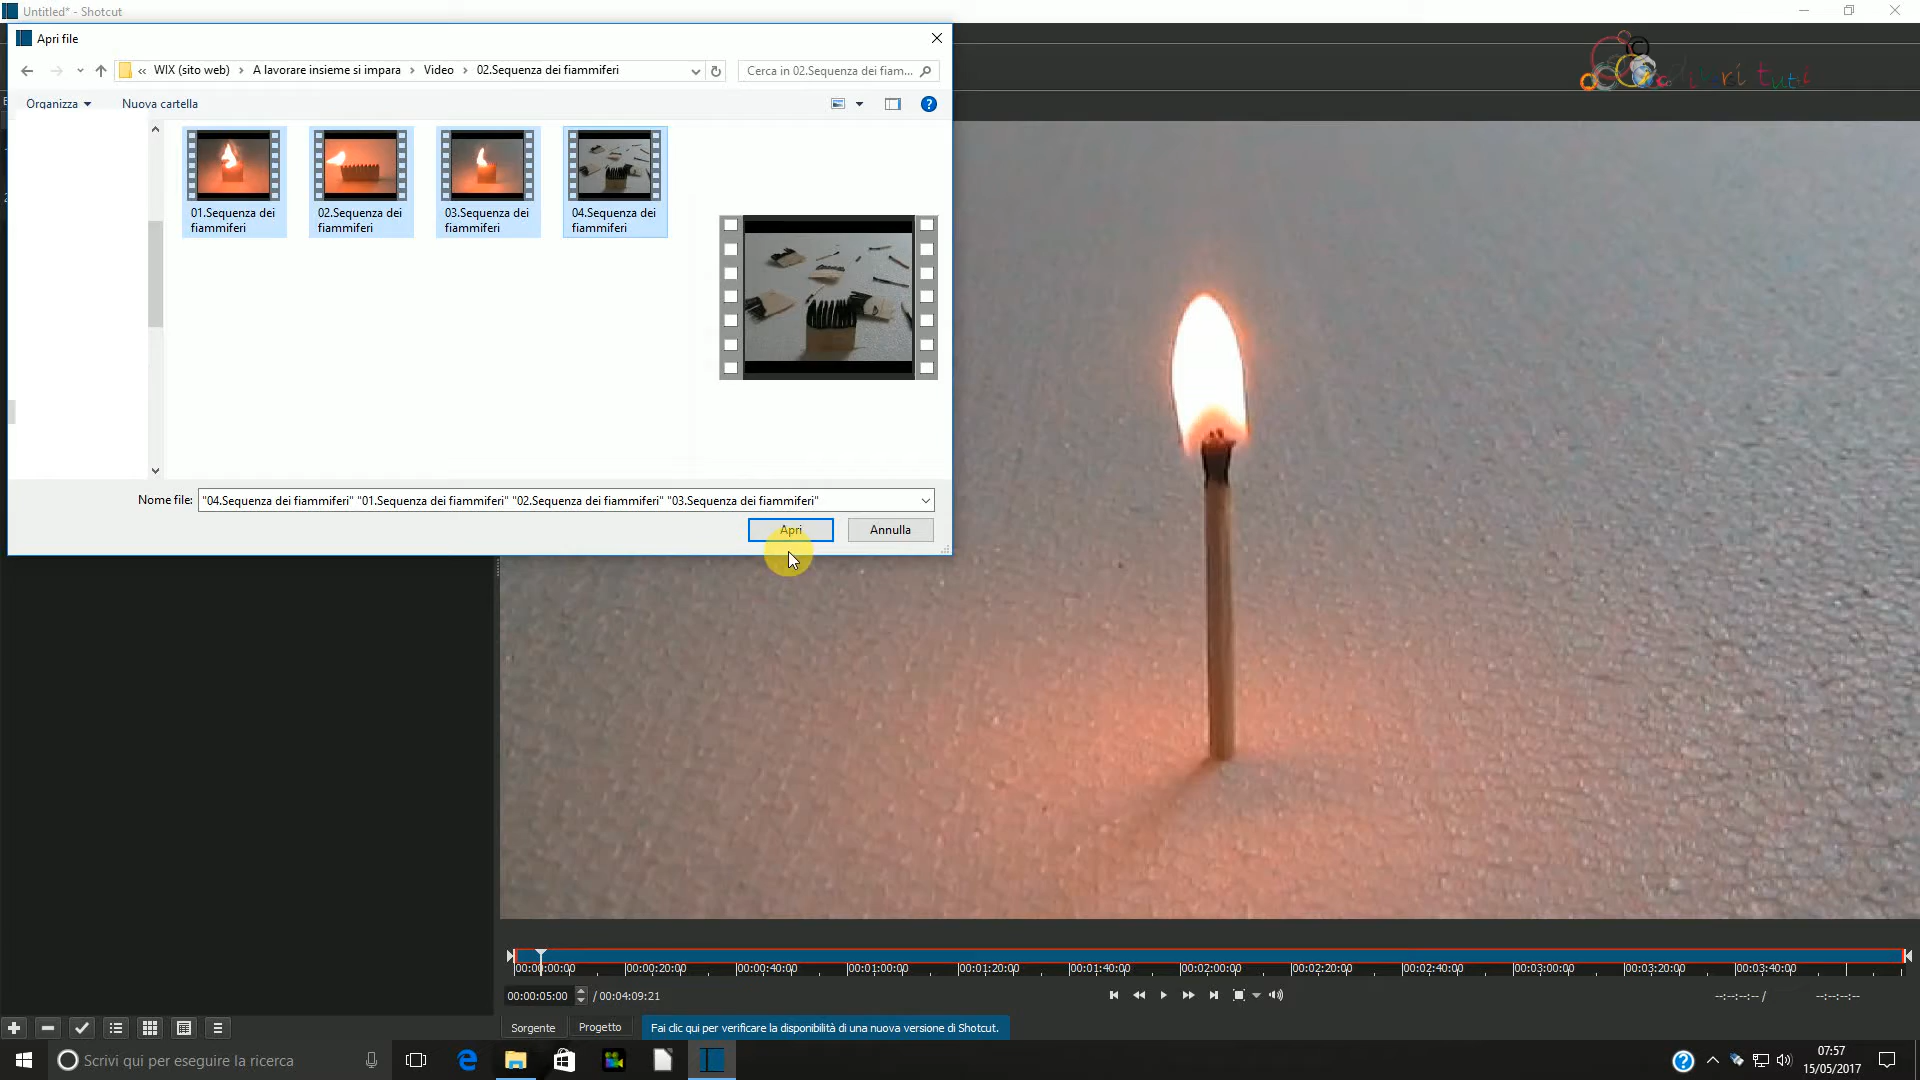 Untitled* - Shotcut
Apri file
« WIX (sito web) › A lavorare insieme si impara › Video › 02.Sequenza dei fiammiferi
Cerca in 02.Sequenza dei fiam...
Organizza
Nuova cartella
01.Sequenza dei
fiammiferi
02.Sequenza dei
fiammiferi
03.Sequenza dei
fiammiferi
04.Sequenza dei
fiammiferi
Nome file: "04.Sequenza dei fiammiferi" "01.Sequenza dei fiammiferi" "02.Sequenza dei fiammiferi" "03.Sequenza dei fiammiferi"
Apri
Annulla
00:00:00:00 00:00:20:00 00:00:40:00 00:01:00:00 00:01:20:00 00:01:40:00 00:02:00:00 00:02:20:00 00:02:40:00 00:03:00:00 00:03:20:00 00:03:40:00
00:00:05:00 / 00:04:09:21
--:--:--:-- / --:--:--:--
Sorgente
Progetto
Fai clic qui per verificare la disponibilità di una nuova versione di Shotcut.
Scrivi qui per eseguire la ricerca
07:57
15/05/2017